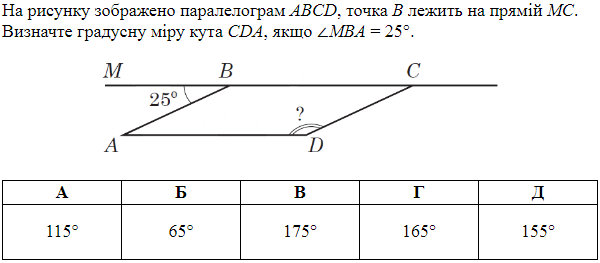 На рисунку зображено паралелограм ABCD, точка B лежить на прямій MC.
Визначте градусну міру кута CDA, якщо ∠MBA = 25°.
M B C
25°
?
A D
А Б В Г Д
115° 65° 175° 165° 155°